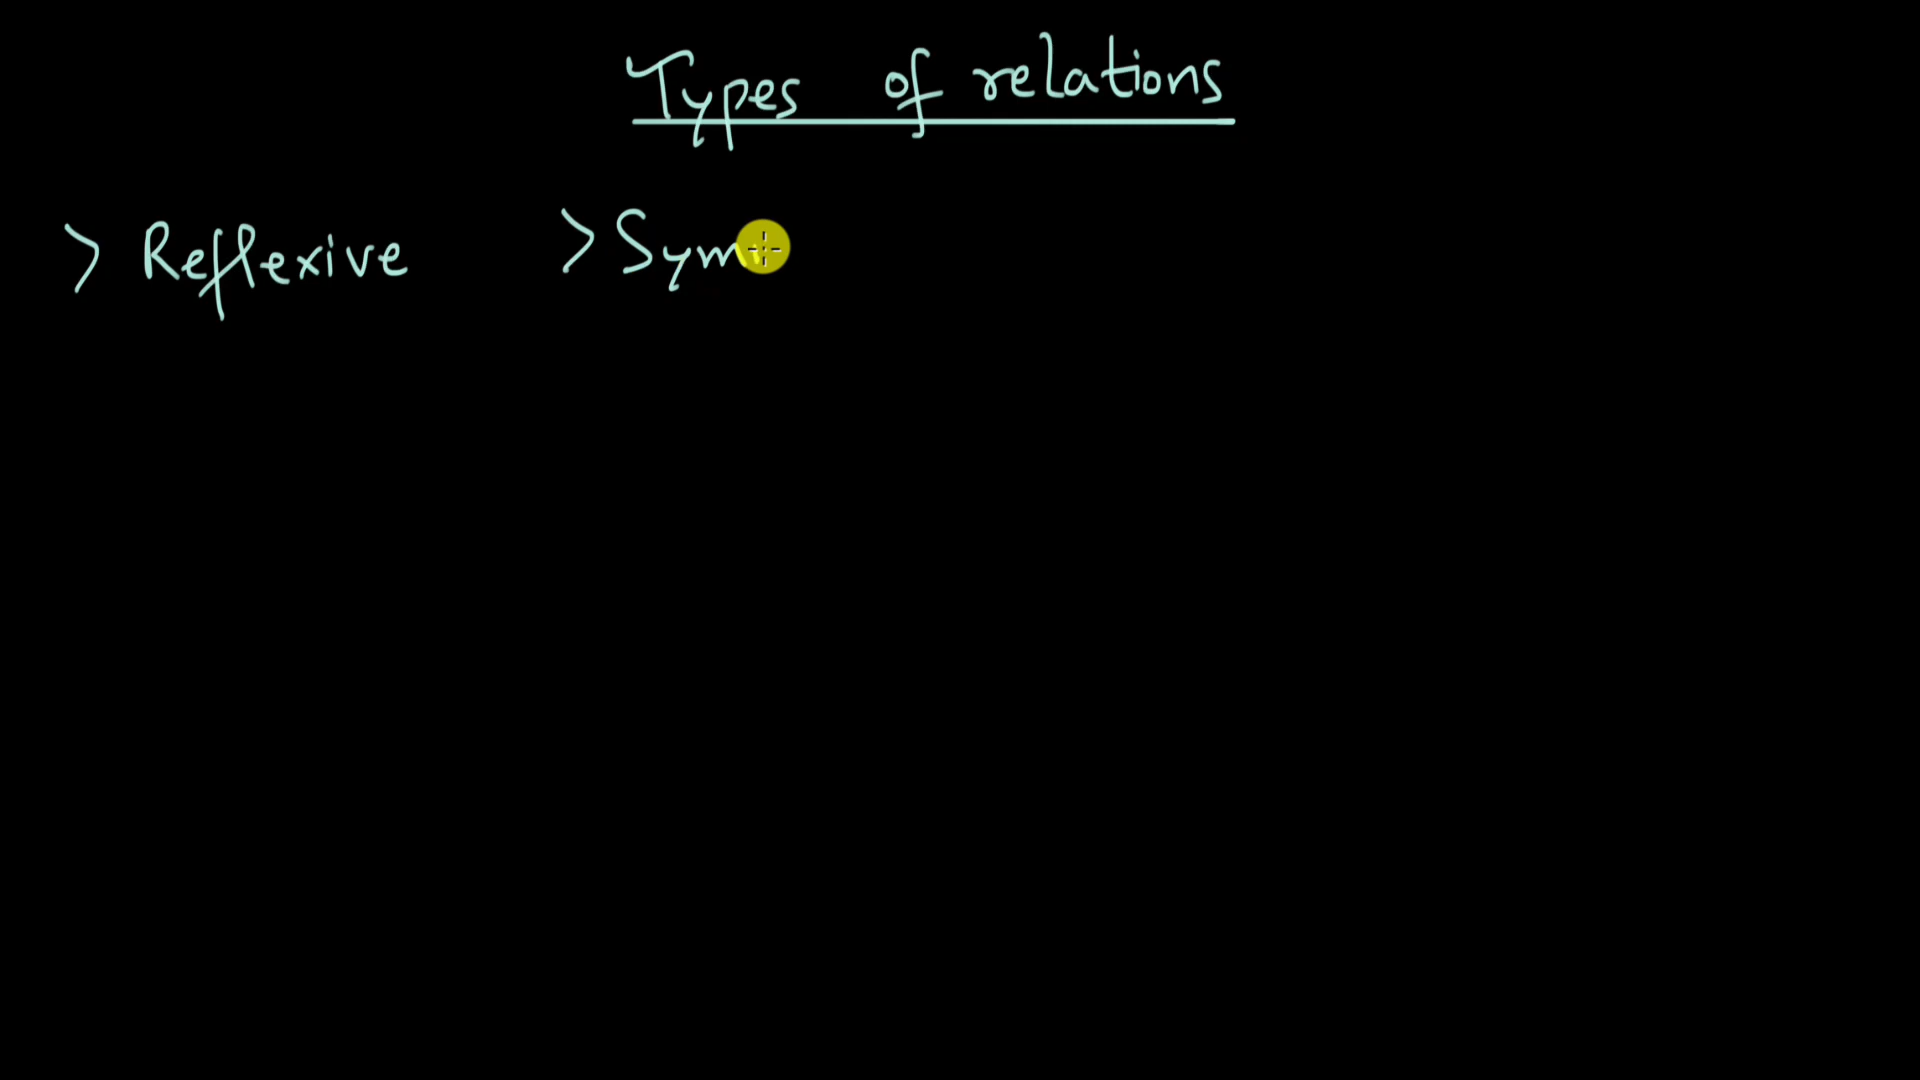 Types of relations
> Reflexive > Sym